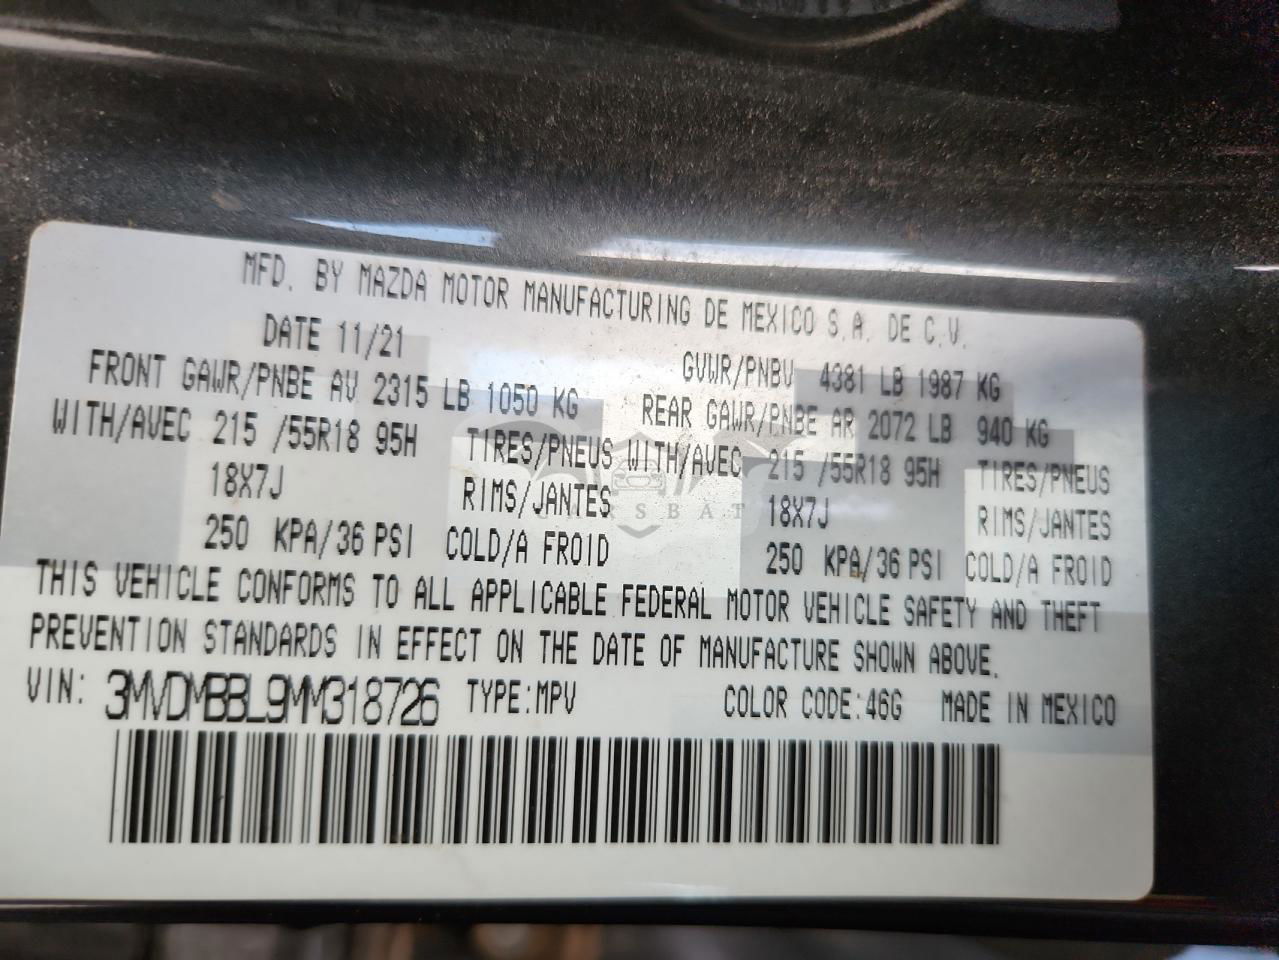 MFD. BY MAZDA MOTOR MANUFACTURING DE MEXICO S.A. DE C.V.
DATE 11/21 GVWR/PNBV 4381 LB 1987 KG
FRONT GAWR/PNBE AV 2315 LB 1050 KG REAR GAWR/PNBE AR 2072 LB 940 KG
WITH/AVEC 215 /55R18 95H TIRES/PNEUS WITH/AVEC 215 /55R18 95H TIRES/PNEUS
18X7J RIMS/JANTES 18X7J RIMS/JANTES
250 KPA/36 PSI COLD/A FROID 250 KPA/36 PSI COLD/A FROID
THIS VEHICLE CONFORMS TO ALL APPLICABLE FEDERAL MOTOR VEHICLE SAFETY AND THEFT
PREVENTION STANDARDS IN EFFECT ON THE DATE OF MANUFACTURE SHOWN ABOVE.
VIN: 3MVDMBBL9MM318726 TYPE:MPV COLOR CODE:46G MADE IN MEXICO